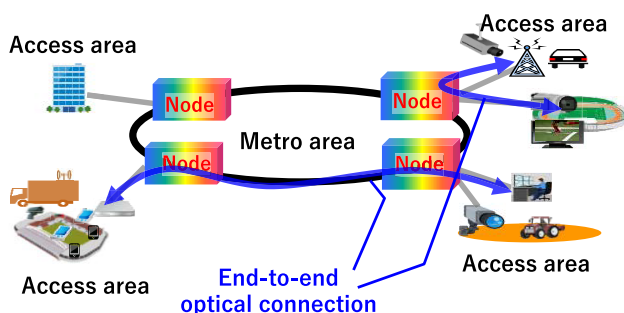 Access area
Access area
Node
Node
Metro area
Node
Node
Access area
Access area
End-to-end
optical connection